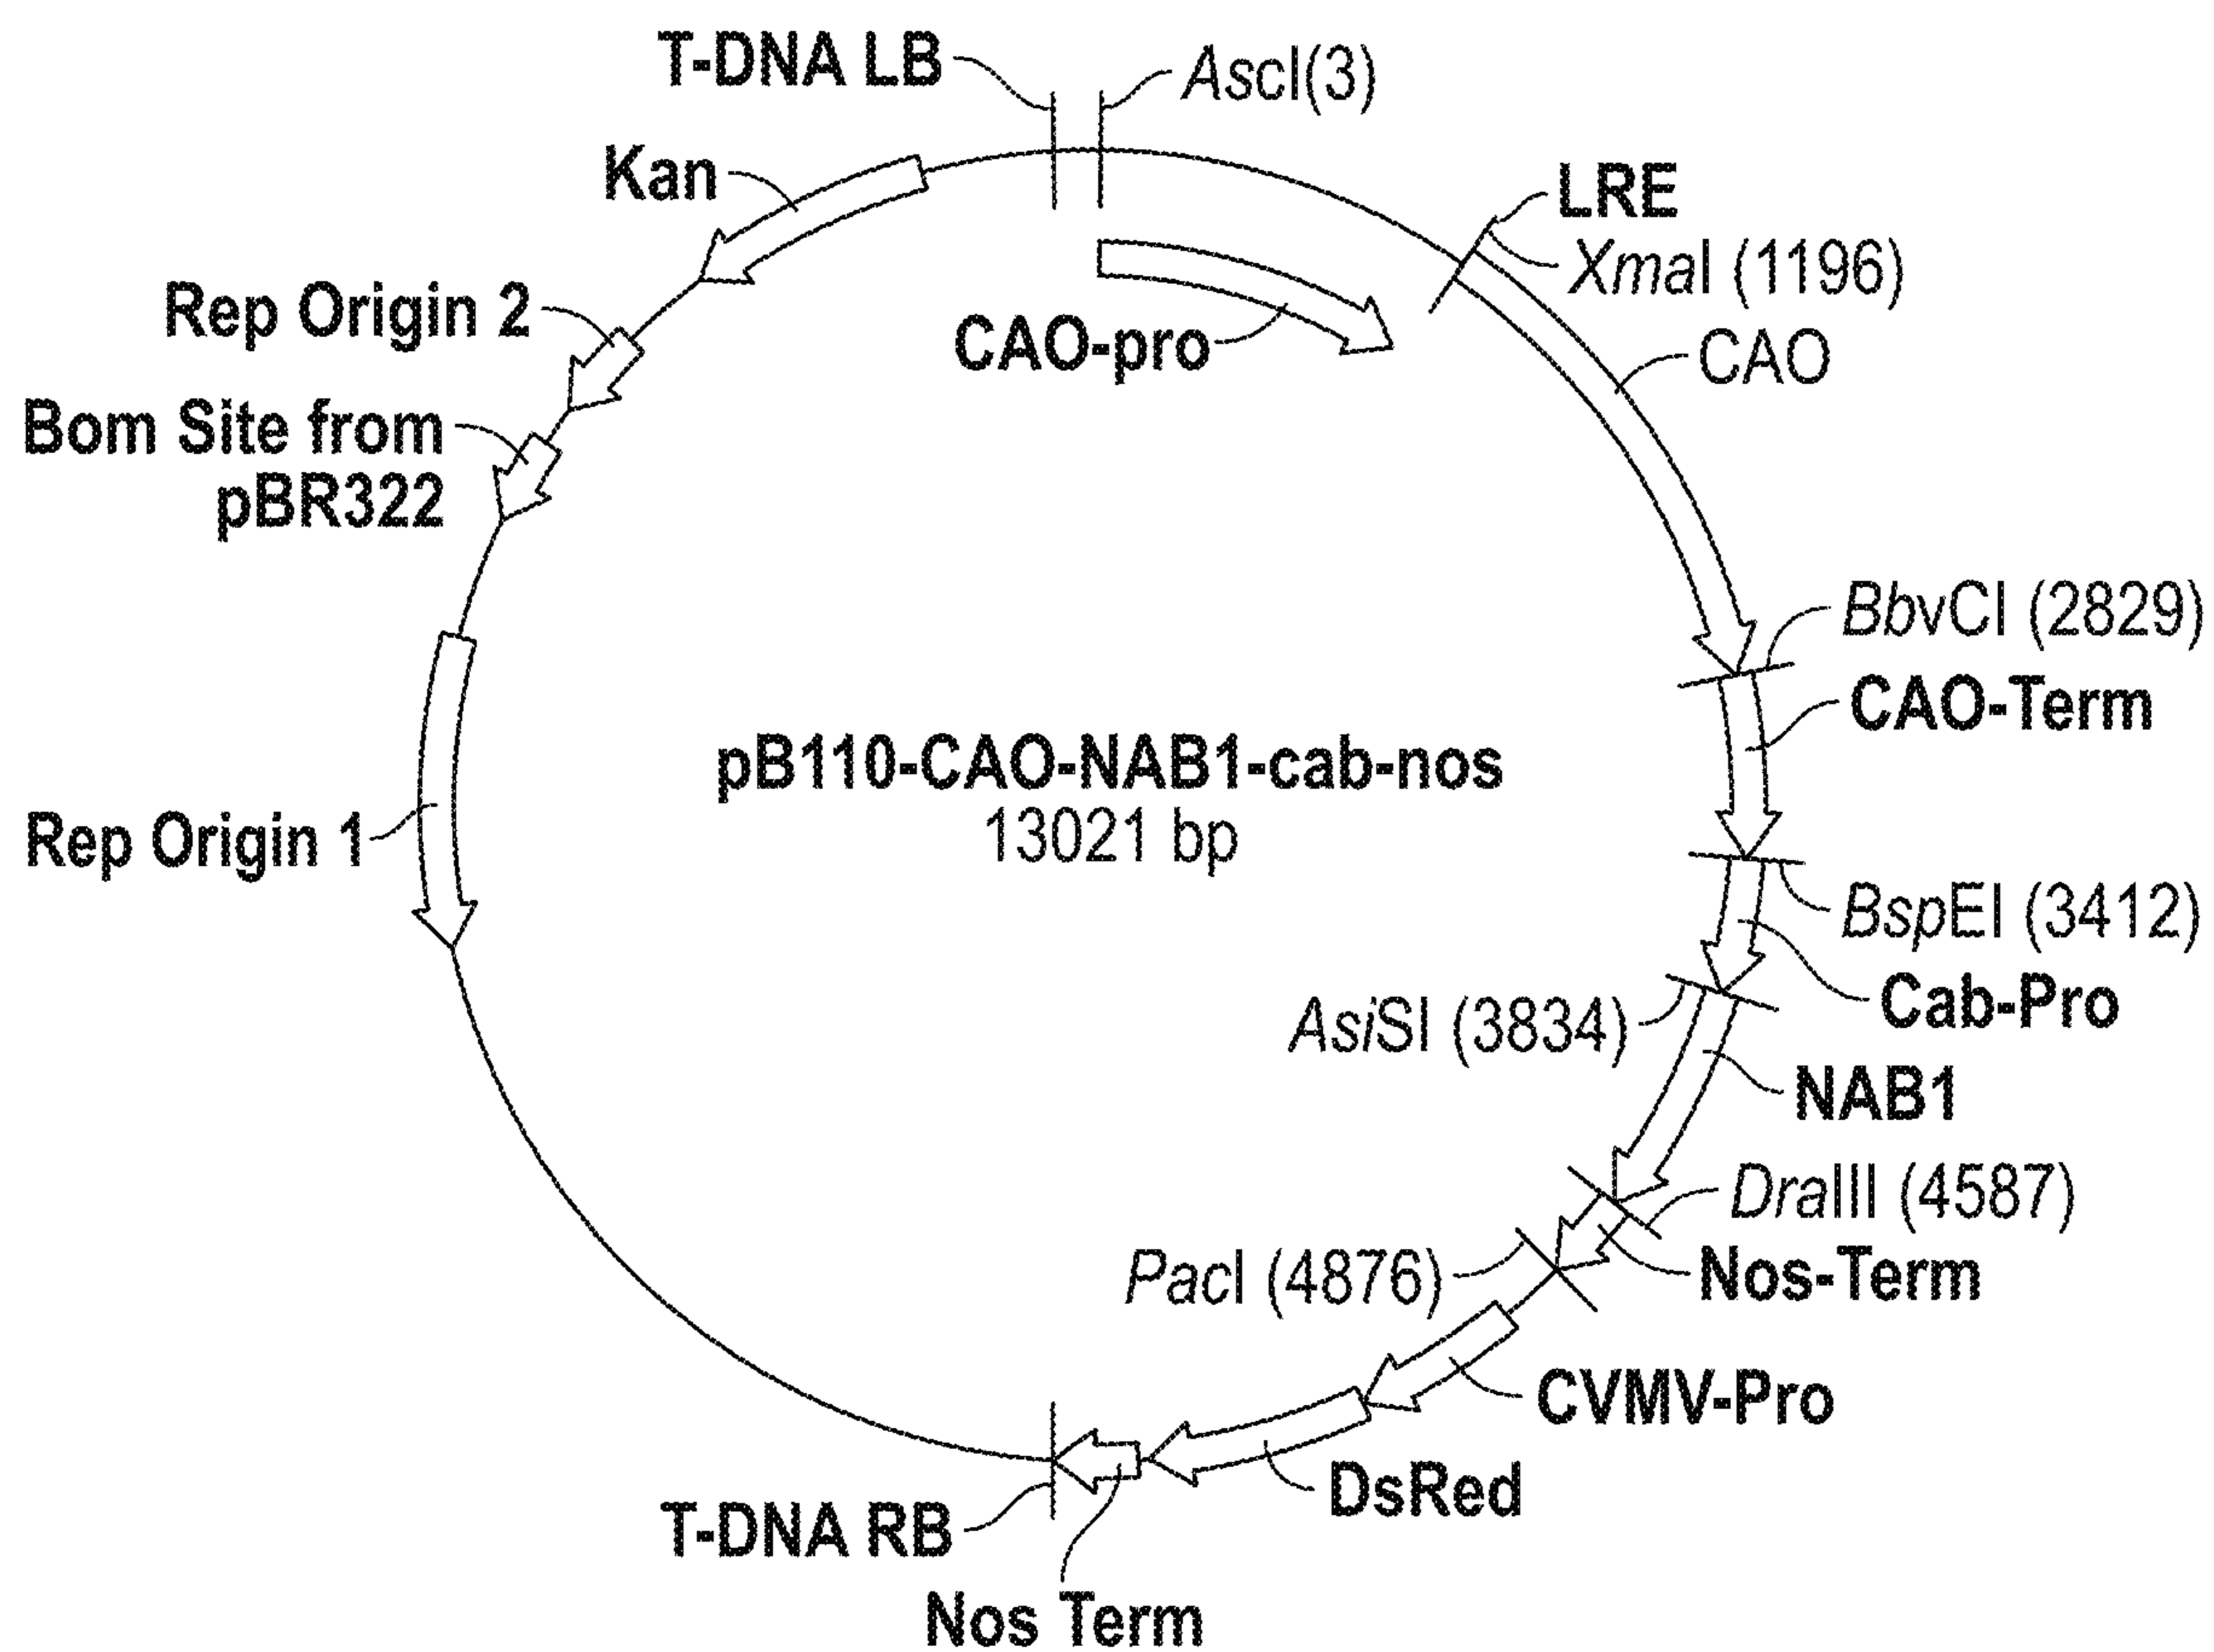 T-DNA LB
AscI(3)
Kan
LRE
XmaI (1196)
Rep Origin 2
CAO-pro
CAO
Bom Site from
pBR322
BbvCI (2829)
CAO-Term
pB110-CAO-NAB1-cab-nos
13021 bp
Rep Origin 1
BspEI (3412)
Cab-Pro
AsiSI (3834)
NAB1
DraIII (4587)
Nos-Term
PacI (4876)
CVMV-Pro
DsRed
T-DNA RB
Nos Term